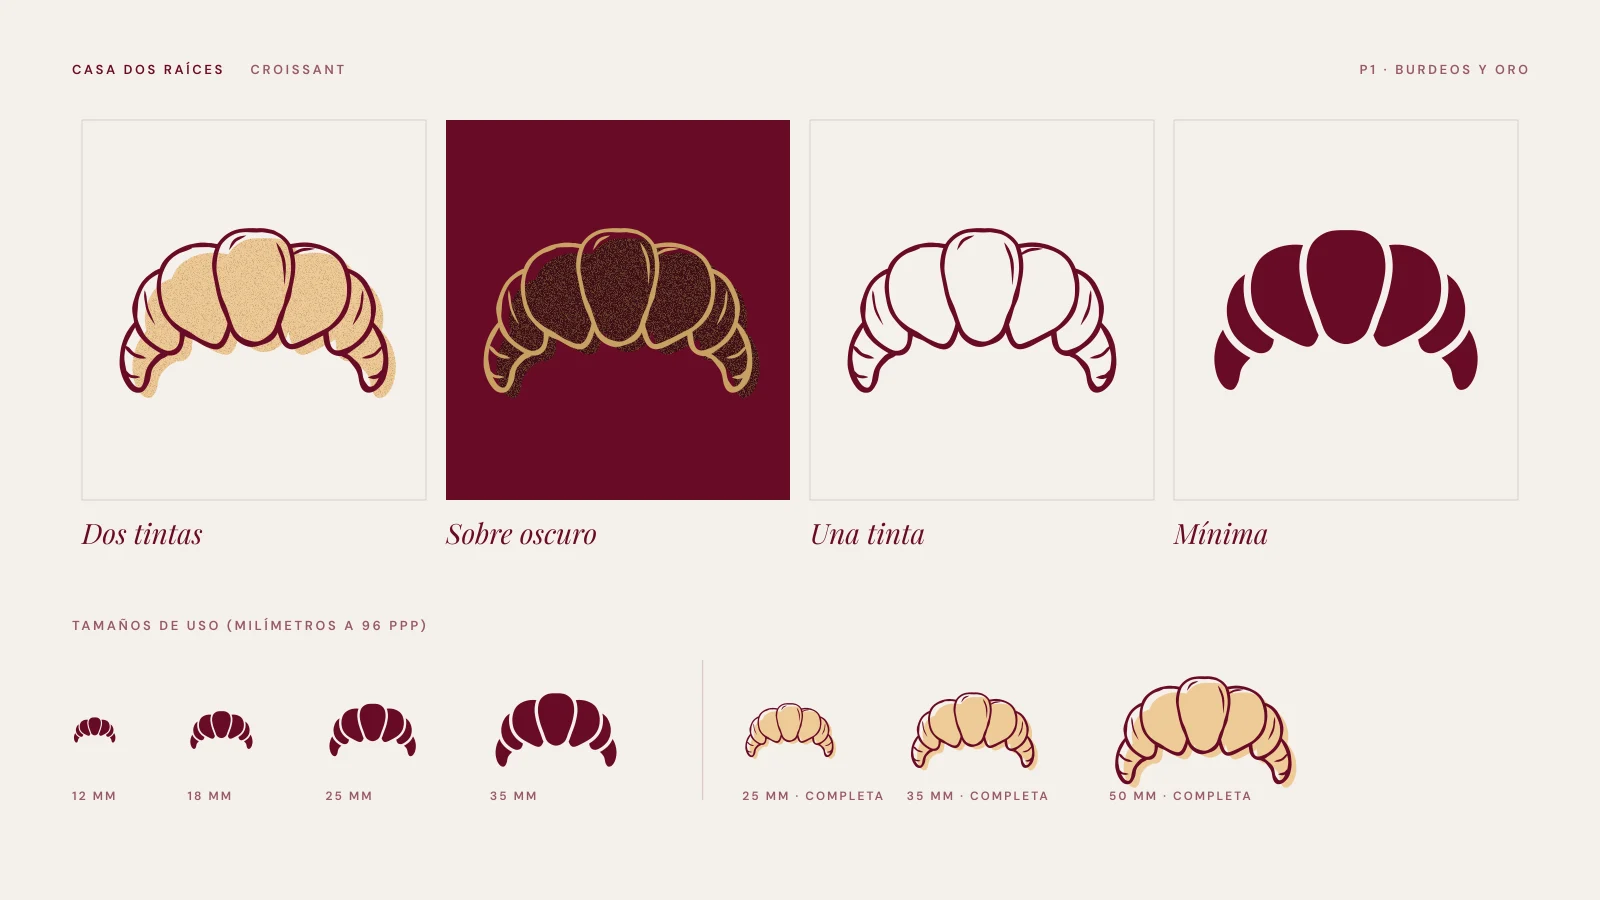 CASA DOS RAÍCES CROISSANT
P1 · BURDEOS Y ORO
Dos tintas
Sobre oscuro
Una tinta
Mínima
TAMAÑOS DE USO (MILÍMETROS A 96 PPP)
12 MM
18 MM
25 MM
35 MM
25 MM · COMPLETA
35 MM · COMPLETA
50 MM · COMPLETA